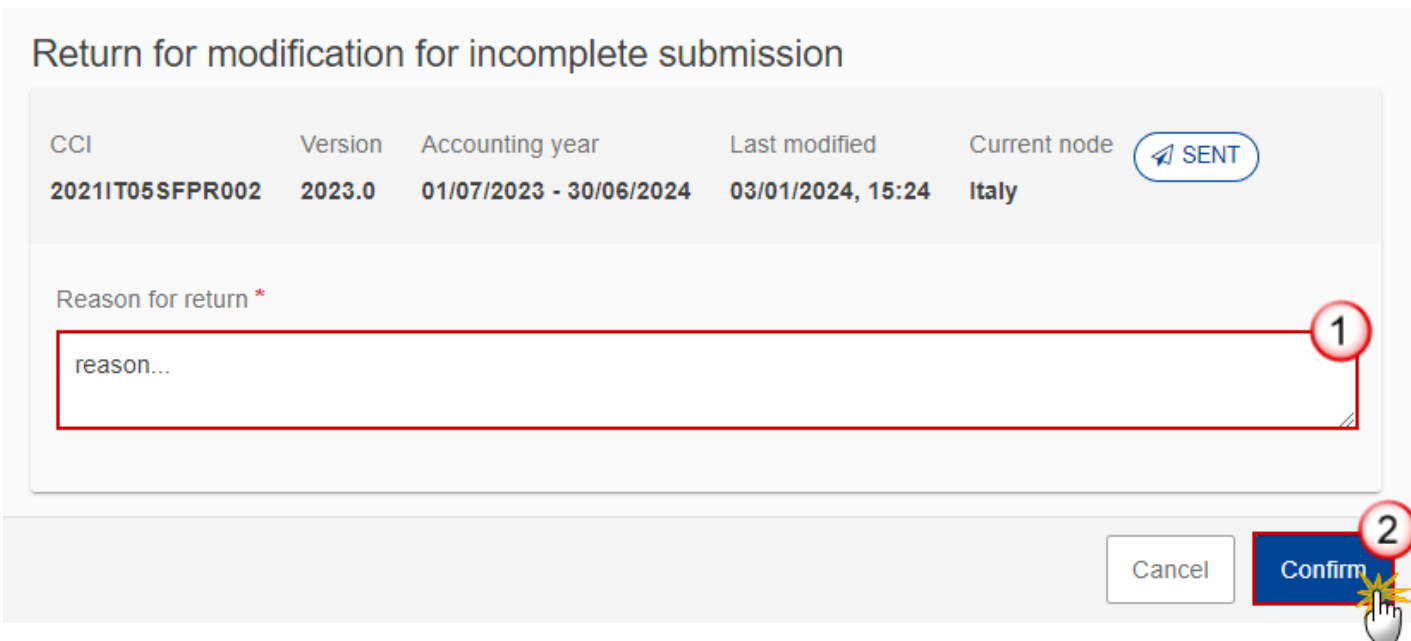 Return for modification for incomplete submission
CCI Version Accounting year Last modified Current node SENT
2021IT05SFPR002 2023.0 01/07/2023 - 30/06/2024 03/01/2024, 15:24 Italy
Reason for return *
1
reason...
2
Cancel Confirm